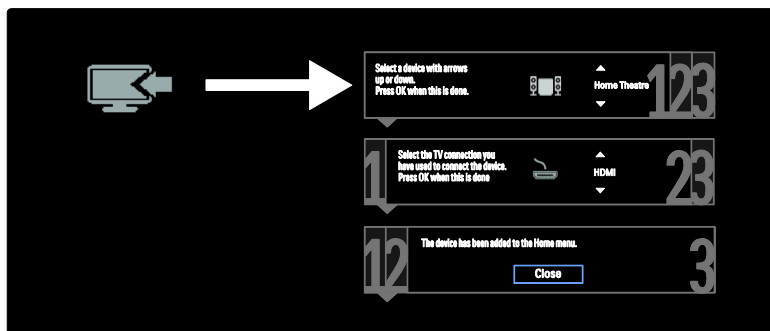 Select a device with arrows
up or down.
Press OK when this is done.
Home Theatre
123
1
Select the TV connection you
have used to connect the device.
Press OK when this is done
HDMI
23
12
The device has been added to the Home menu.
Close
3